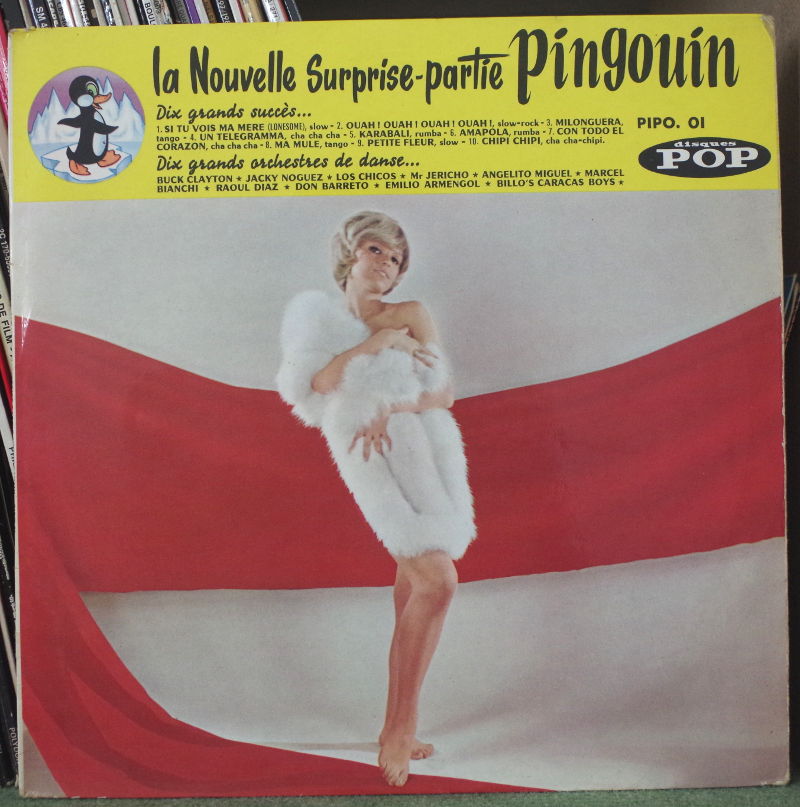 la Nouvelle Surprise-partie Pingouin
Dix grands succès...
1. SI TU VOIS MA MERE (LONESOME), slow - 2. OUAH ! OUAH ! OUAH ! OUAH !, slow-rock - 3. MILONGUERA,
tango - 4. UN TELEGRAMMA, cha cha cha - 5. KARABALI, rumba - 6. AMAPOLA, rumba - 7. CON TODO EL
CORAZON, cha cha cha - 8. MA MULE, tango - 9. PETITE FLEUR, slow - 10. CHIPI CHIPI, cha cha-chipi.
Dix grands orchestres de danse...
BUCK CLAYTON ★ JACKY NOGUEZ ★ LOS CHICOS ★ Mr JERICHO ★ ANGELITO MIGUEL ★ MARCEL
BIANCHI ★ RAOUL DIAZ ★ DON BARRETO ★ EMILIO ARMENGOL ★ BILLO'S CARACAS BOYS ★
PIPO. 01
disques
POP
DE FILM